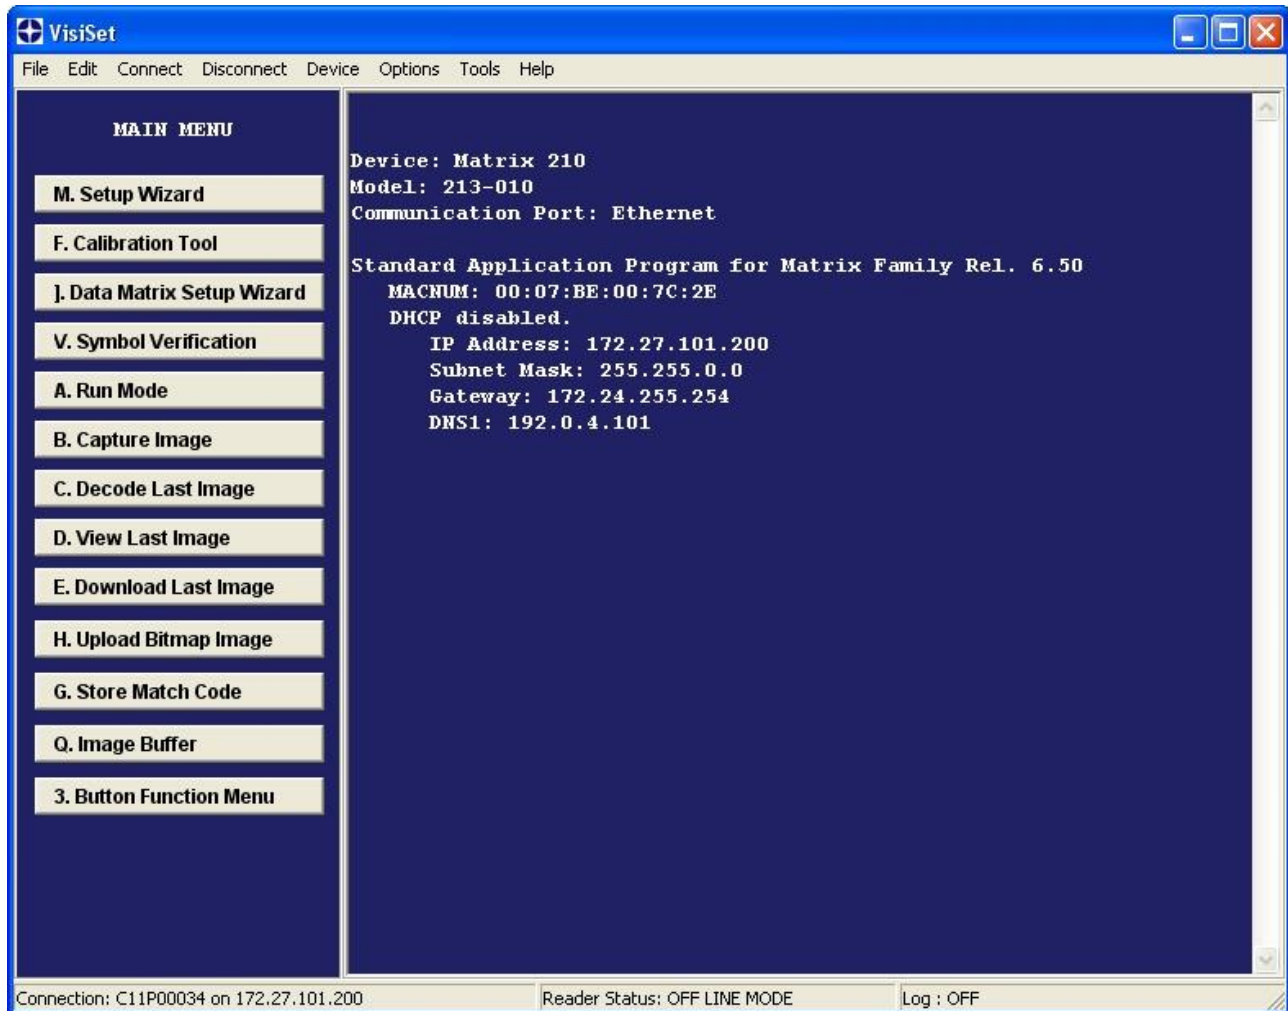 VisiSet
File Edit Connect Disconnect Device Options Tools Help
MAIN MENU
M. Setup Wizard
F. Calibration Tool
]. Data Matrix Setup Wizard
V. Symbol Verification
A. Run Mode
B. Capture Image
C. Decode Last Image
D. View Last Image
E. Download Last Image
H. Upload Bitmap Image
G. Store Match Code
Q. Image Buffer
3. Button Function Menu
Device: Matrix 210
Model: 213-010
Communication Port: Ethernet
Standard Application Program for Matrix Family Rel. 6.50
MACNUM: 00:07:BE:00:7C:2E
DHCP disabled.
IP Address: 172.27.101.200
Subnet Mask: 255.255.0.0
Gateway: 172.24.255.254
DNS1: 192.0.4.101
Connection: C11P00034 on 172.27.101.200 Reader Status: OFF LINE MODE Log : OFF